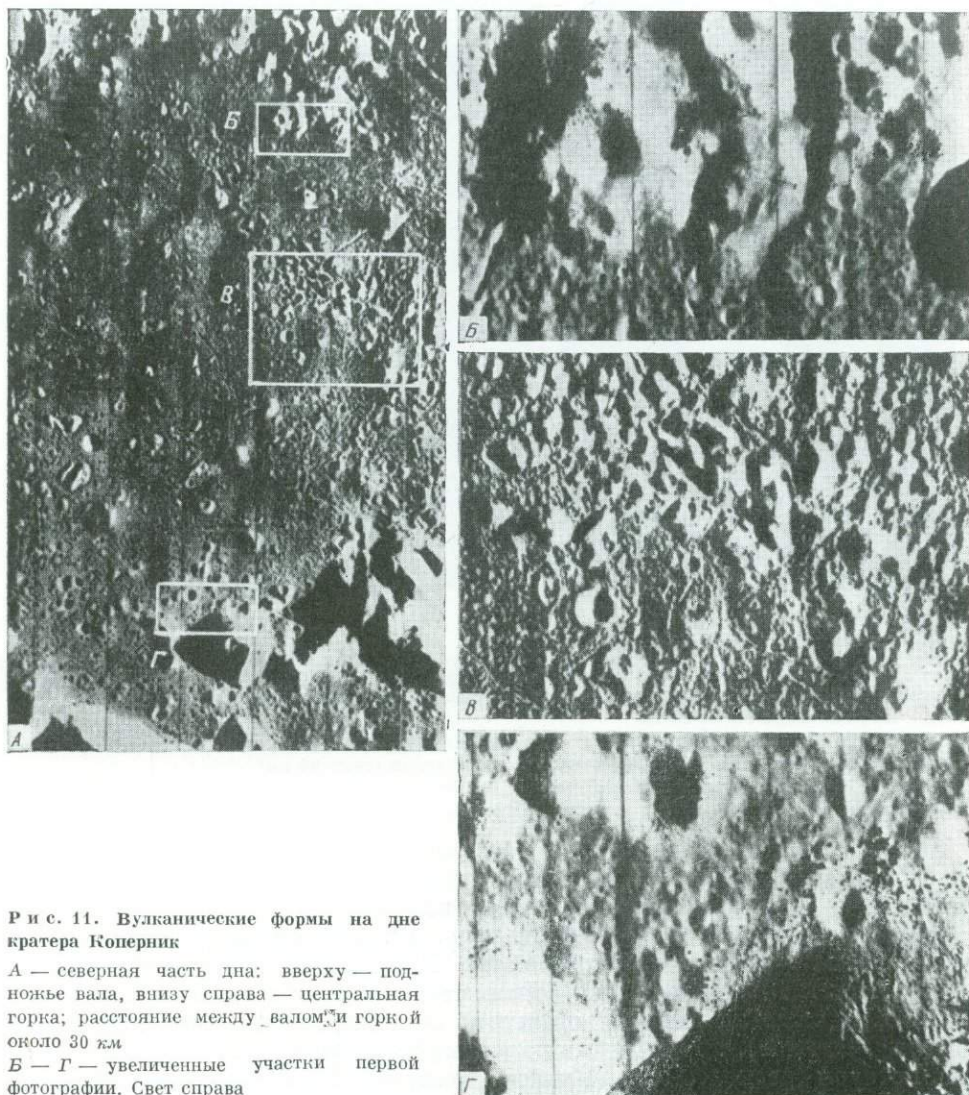 Б
В
Г
А
Б
В
Г
Рис. 11. Вулканические формы на дне
кратера Коперник
А — северная часть дна: вверху — под-
ножье вала, внизу справа — центральная
горка; расстояние между валом и горкой
около 30 км
Б — Г — увеличенные участки первой
фотографии. Свет справа